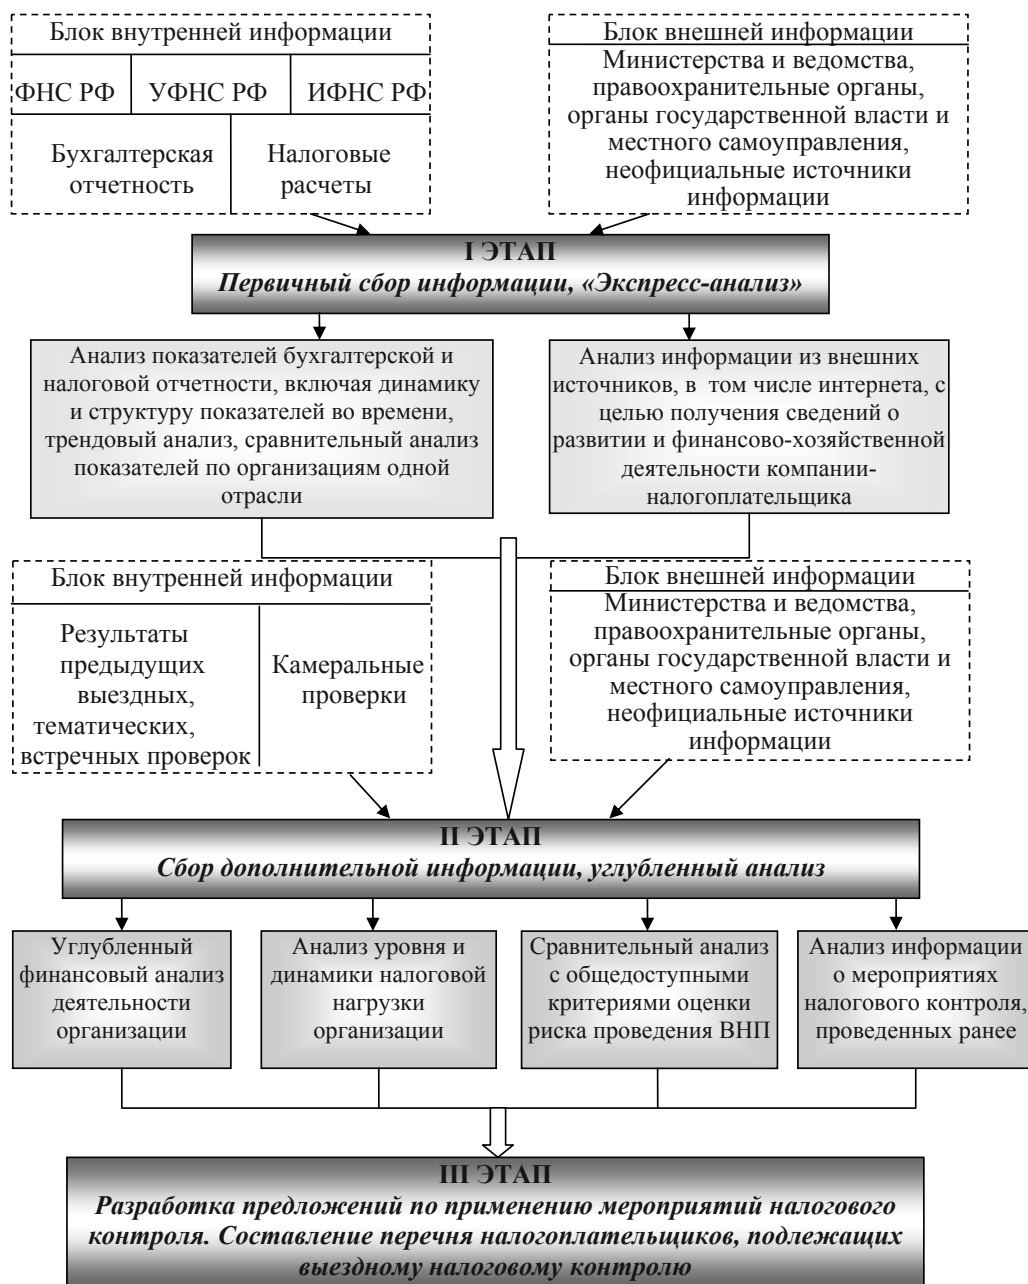 Блок внутренней информации
ФНС РФ
УФНС РФ
ИФНС РФ
Бухгалтерская
отчетность
Налоговые
расчеты
Блок внешней информации
Министерства и ведомства,
правоохранительные органы,
органы государственной власти и
местного самоуправления,
неофициальные источники
информации
I ЭТАП
Первичный сбор информации, «Экспресс-анализ»
Анализ показателей бухгалтерской и
налоговой отчетности, включая динамику
и структуру показателей во времени,
трендовый анализ, сравнительный анализ
показателей по организациям одной
отрасли
Анализ информации из внешних
источников, в том числе интернета, с
целью получения сведений о
развитии и финансово-хозяйственной
деятельности компании-
налогоплательщика
Блок внутренней информации
Результаты
предыдущих
выездных,
тематических,
встречных проверок
Камеральные
проверки
Блок внешней информации
Министерства и ведомства,
правоохранительные органы,
органы государственной власти и
местного самоуправления,
неофициальные источники
информации
II ЭТАП
Сбор дополнительной информации, углубленный анализ
Углубленный
финансовый анализ
деятельности
организации
Анализ уровня и
динамики налоговой
нагрузки
организации
Сравнительный анализ
с общедоступными
критериями оценки
риска проведения ВНП
Анализ информации
о мероприятиях
налогового контроля,
проведенных ранее
III ЭТАП
Разработка предложений по применению мероприятий налогового
контроля. Составление перечня налогоплательщиков, подлежащих
выездному налоговому контролю